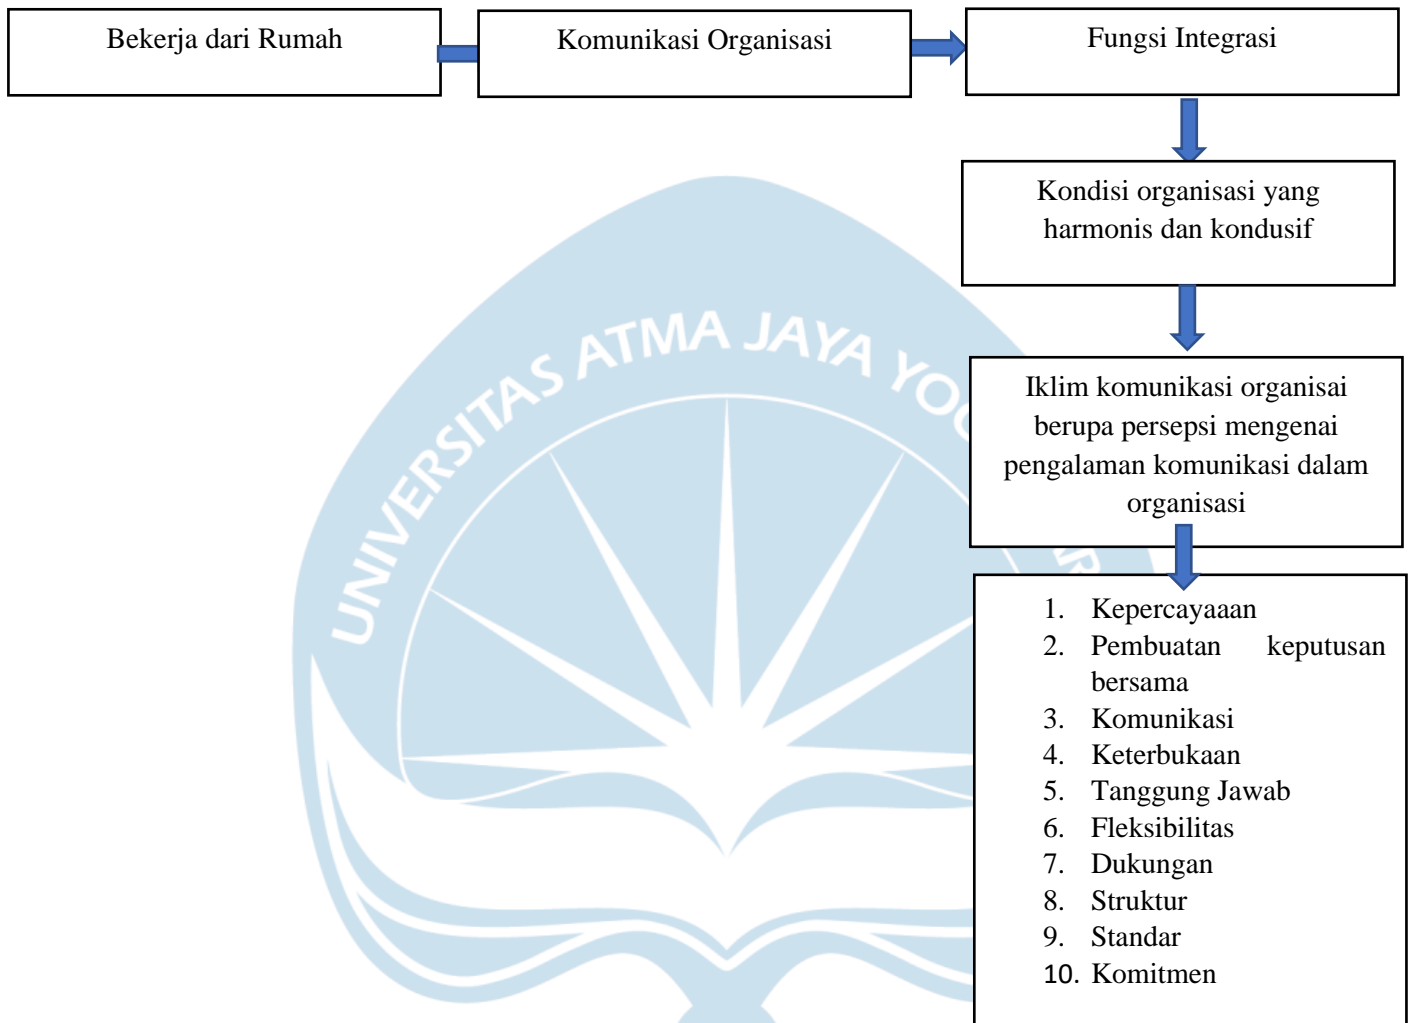 Bekerja dari Rumah
Komunikasi Organisasi
Fungsi Integrasi
Kondisi organisasi yang
harmonis dan kondusif
UNIVERSITAS ATMA JAYA
Iklim komunikasi organisai
berupa persepsi mengenai
pengalaman komunikasi dalam
organisasi
1. Kepercayaaan
2. Pembuatan keputusan
bersama
3. Komunikasi
4. Keterbukaan
5. Tanggung Jawab
6. Fleksibilitas
7. Dukungan
8. Struktur
9. Standar
10. Komitmen